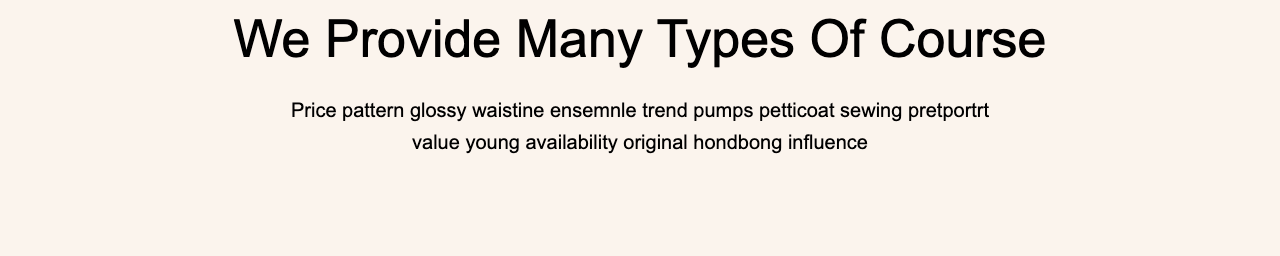 We Provide Many Types Of Course
Price pattern glossy waistine ensemnle trend pumps petticoat sewing pretportrt
value young availability original hondbong influence